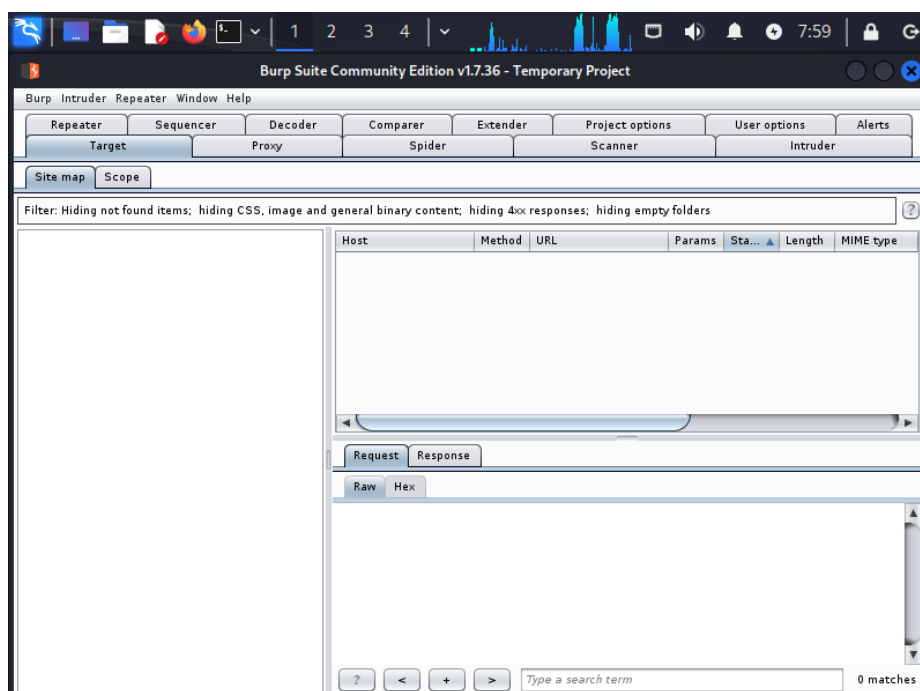 1 2 3 4 7:59
Burp Suite Community Edition v1.7.36 - Temporary Project
Burp Intruder Repeater Window Help
Repeater Sequencer Decoder Comparer Extender Project options User options Alerts
Target Proxy Spider Scanner Intruder
Site map Scope
Filter: Hiding not found items; hiding CSS, image and general binary content; hiding 4xx responses; hiding empty folders ?
Host Method URL Params Sta... Length MIME type
Request Response
Raw Hex
? < + > Type a search term 0 matches